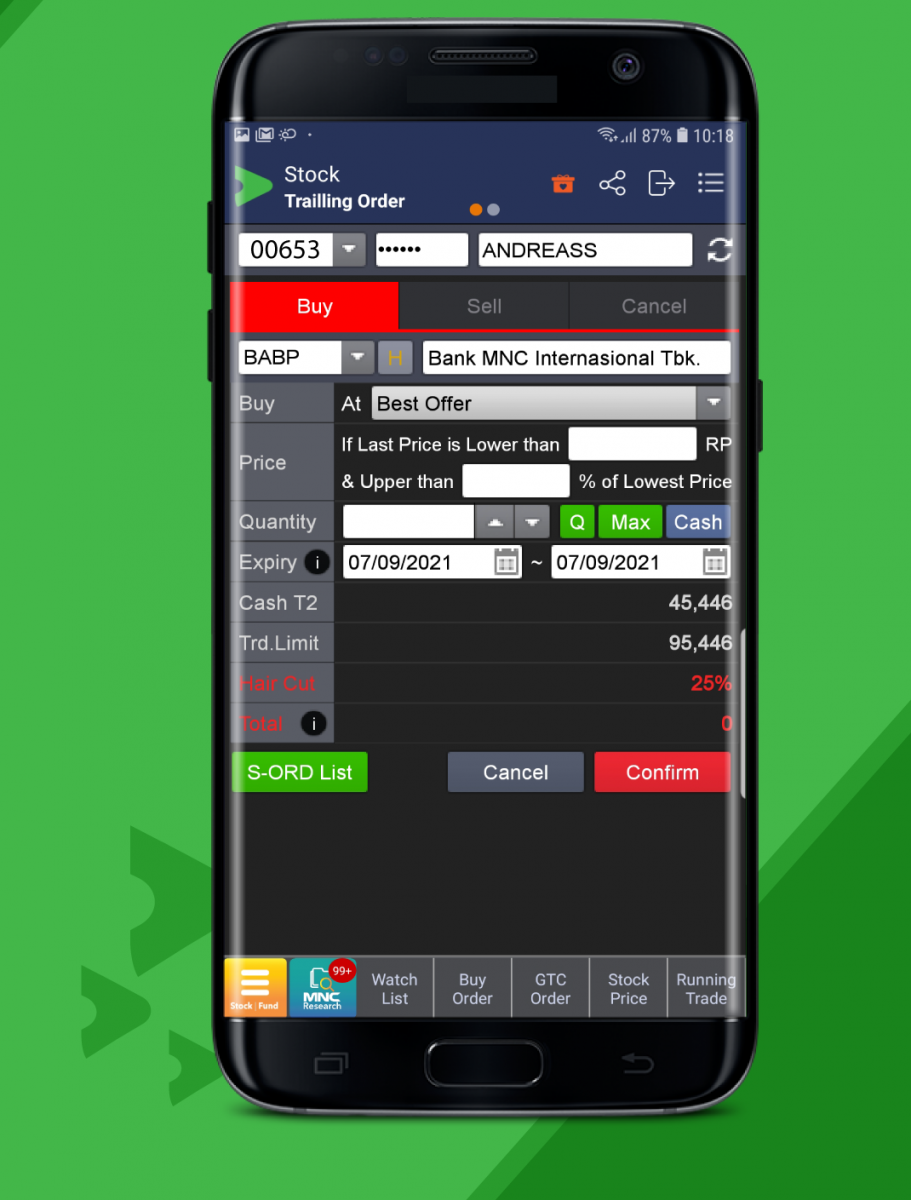 87% 10:18
Stock
Trailling Order
00653 •••••• ANDREASS
Buy Sell Cancel
BABP H Bank MNC Internasional Tbk.
Buy At Best Offer
Price If Last Price is Lower than RP
& Upper than % of Lowest Price
Quantity Q Max Cash
Expiry i 07/09/2021 ~ 07/09/2021
Cash T2 45,446
Trd.Limit 95,446
Hair Cut 25%
Total i 0
S-ORD List Cancel Confirm
99+
Stock | Fund
MNC
Research
Watch
List
Buy
Order
GTC
Order
Stock
Price
Running
Trade